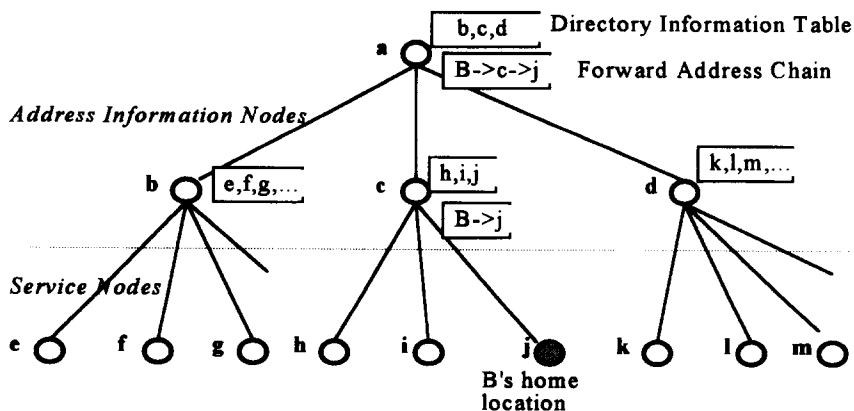 b,c,d Directory Information Table
a
B->c->j Forward Address Chain
Address Information Nodes
b e,f,g,... c h,i,j d k,l,m,...
B->j
Service Nodes
e f g h i j k l m
B's home
location